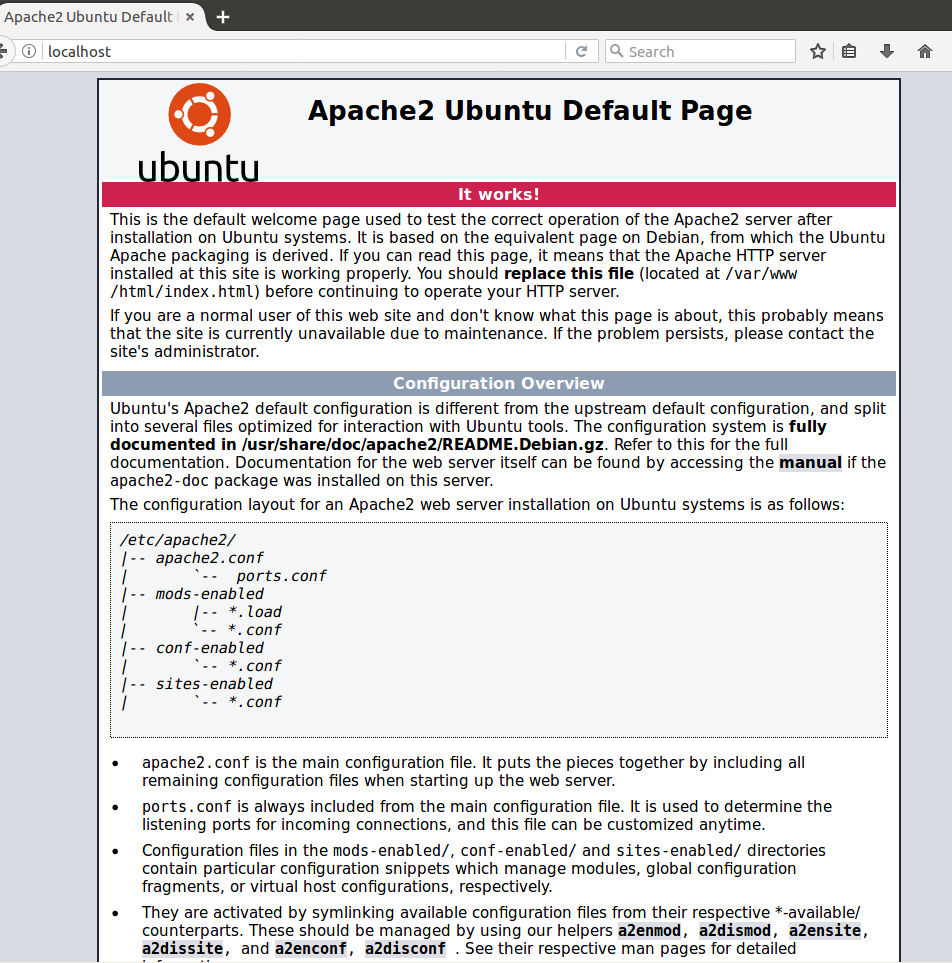 Apache2 Ubuntu Default
localhost
Search
Apache2 Ubuntu Default Page
ubuntu
It works!
This is the default welcome page used to test the correct operation of the Apache2 server after
installation on Ubuntu systems. It is based on the equivalent page on Debian, from which the Ubuntu
Apache packaging is derived. If you can read this page, it means that the Apache HTTP server
installed at this site is working properly. You should replace this file (located at /var/www
/html/index.html) before continuing to operate your HTTP server.
If you are a normal user of this web site and don't know what this page is about, this probably means
that the site is currently unavailable due to maintenance. If the problem persists, please contact the
site's administrator.
Configuration Overview
Ubuntu's Apache2 default configuration is different from the upstream default configuration, and split
into several files optimized for interaction with Ubuntu tools. The configuration system is fully
documented in /usr/share/doc/apache2/README.Debian.gz. Refer to this for the full
documentation. Documentation for the web server itself can be found by accessing the manual if the
apache2-doc package was installed on this server.
The configuration layout for an Apache2 web server installation on Ubuntu systems is as follows:
/etc/apache2/
|-- apache2.conf
|       `--  ports.conf
|-- mods-enabled
|       |-- *.load
|       `-- *.conf
|-- conf-enabled
|       `-- *.conf
|-- sites-enabled
|       `-- *.conf
• apache2.conf is the main configuration file. It puts the pieces together by including all
remaining configuration files when starting up the web server.
• ports.conf is always included from the main configuration file. It is used to determine the
listening ports for incoming connections, and this file can be customized anytime.
• Configuration files in the mods-enabled/, conf-enabled/ and sites-enabled/ directories
contain particular configuration snippets which manage modules, global configuration
fragments, or virtual host configurations, respectively.
• They are activated by symlinking available configuration files from their respective *-available/
counterparts. These should be managed by using our helpers a2enmod, a2dismod, a2ensite,
a2dissite, and a2enconf, a2disconf . See their respective man pages for detailed